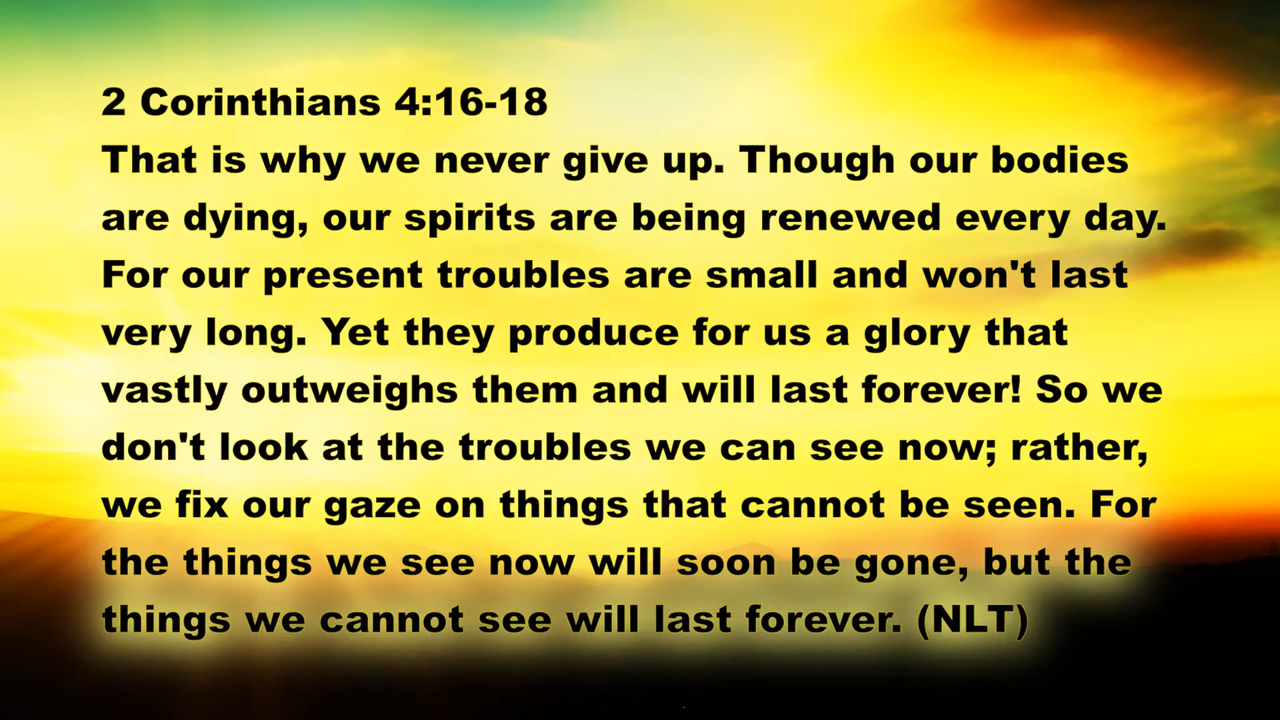 2 Corinthians 4:16-18
That is why we never give up. Though our bodies
are dying, our spirits are being renewed every day.
For our present troubles are small and won't last
very long. Yet they produce for us a glory that
vastly outweighs them and will last forever! So we
don't look at the troubles we can see now; rather,
we fix our gaze on things that cannot be seen. For
the things we see now will soon be gone, but the
things we cannot see will last forever. (NLT)